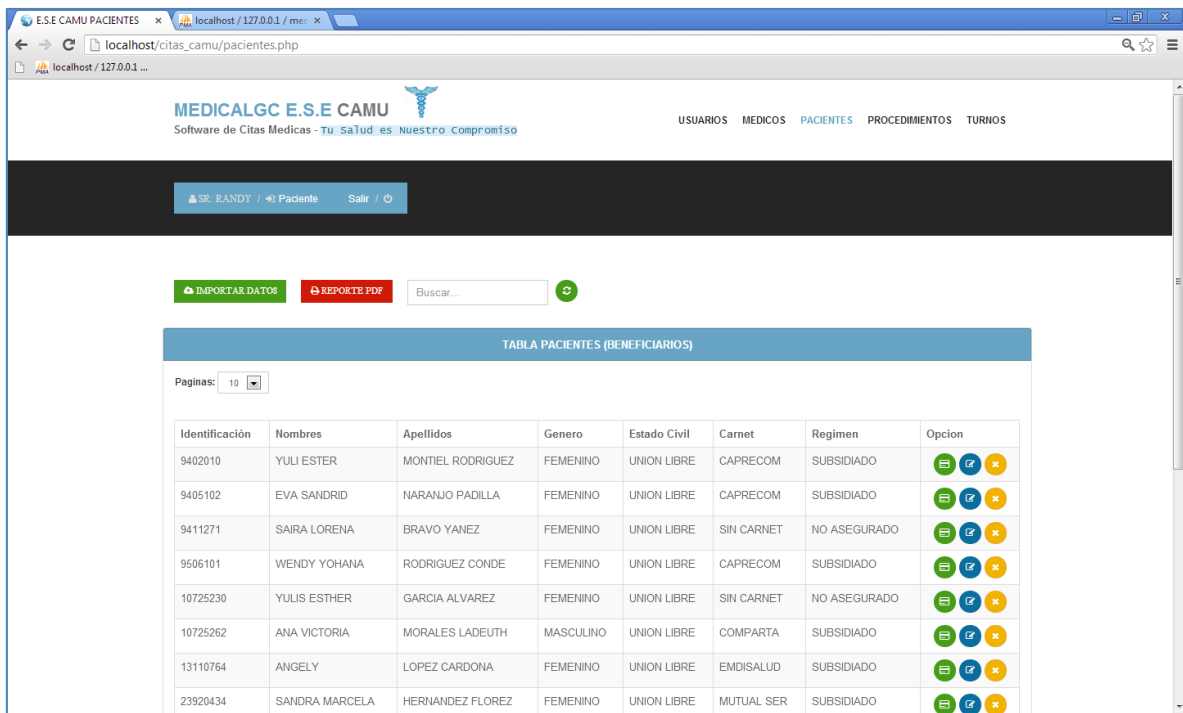 E.S.E CAMU PACIENTES
localhost / 127.0.0.1 / mec
localhost/citas_camu/pacientes.php
localhost / 127.0.0.1 ...
MEDICALGC E.S.E CAMU
Software de Citas Medicas - Tu Salud es Nuestro Compromiso
USUARIOS MEDICOS PACIENTES PROCEDIMIENTOS TURNOS
SR: RANDY / Paciente Salir /
IMPORTAR DATOS REPORTE PDF Buscar...
TABLA PACIENTES (BENEFICIARIOS)
Paginas: 10
Identificación Nombres Apellidos Genero Estado Civil Carnet Regimen Opcion
9402010 YULI ESTER MONTIEL RODRIGUEZ FEMENINO UNION LIBRE CAPRECOM SUBSIDIADO
9405102 EVA SANDRID NARANJO PADILLA FEMENINO UNION LIBRE CAPRECOM SUBSIDIADO
9411271 SAIRA LORENA BRAVO YANEZ FEMENINO UNION LIBRE SIN CARNET NO ASEGURADO
9506101 WENDY YOHANA RODRIGUEZ CONDE FEMENINO UNION LIBRE CAPRECOM SUBSIDIADO
10725230 YULIS ESTHER GARCIA ALVAREZ FEMENINO UNION LIBRE SIN CARNET NO ASEGURADO
10725262 ANA VICTORIA MORALES LADEUTH MASCULINO UNION LIBRE COMPARTA SUBSIDIADO
13110764 ANGELY LOPEZ CARDONA FEMENINO UNION LIBRE EMDISALUD SUBSIDIADO
23920434 SANDRA MARCELA HERNANDEZ FLOREZ FEMENINO UNION LIBRE MUTUAL SER SUBSIDIADO